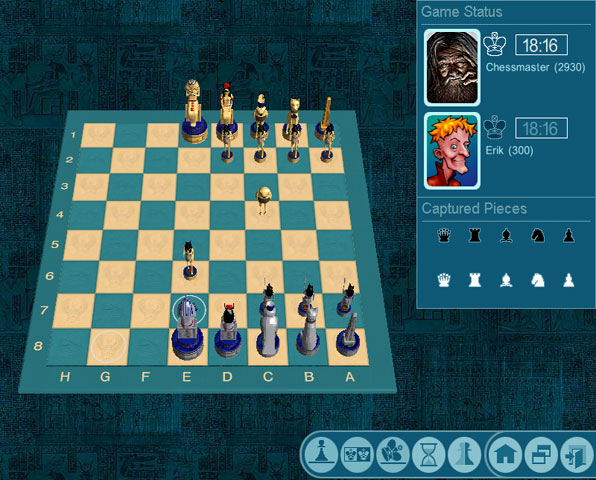 Game Status
18:16
Chessmaster (2930)
18:16
Erik (300)
Captured Pieces
1
2
3
4
5
6
7
8
H G F E D C B A